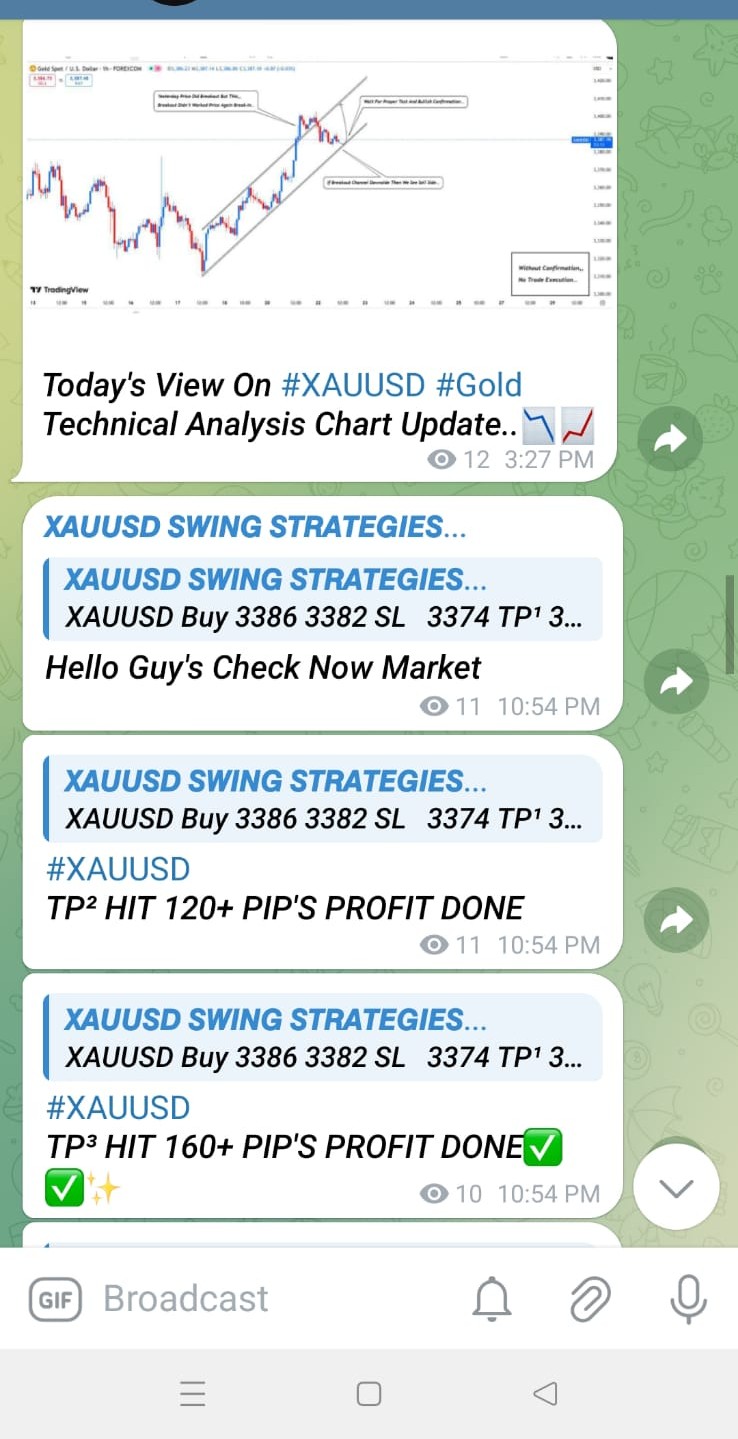 Gold Spot / U.S. Dollar · 1h · FOREXCOM
Yesterday Price Did Breakout But This,,
Breakout Didn't Worked Price Again Break-in..
Wait For Proper Test And Bullish Confirmation..
If Breakout Channel Downside Then We See Sell Side..
Without Confirmation,,
No Trade Execution..
TradingView
Today's View On #XAUUSD #Gold
Technical Analysis Chart Update..📉📈
12 3:27 PM
XAUUSD SWING STRATEGIES...
XAUUSD SWING STRATEGIES...
XAUUSD Buy 3386 3382 SL 3374 TP¹ 3...
Hello Guy's Check Now Market
11 10:54 PM
XAUUSD SWING STRATEGIES...
XAUUSD Buy 3386 3382 SL 3374 TP¹ 3...
#XAUUSD
TP² HIT 120+ PIP'S PROFIT DONE
11 10:54 PM
XAUUSD SWING STRATEGIES...
XAUUSD Buy 3386 3382 SL 3374 TP¹ 3...
#XAUUSD
TP³ HIT 160+ PIP'S PROFIT DONE✅
✅✨
10 10:54 PM
GIF Broadcast